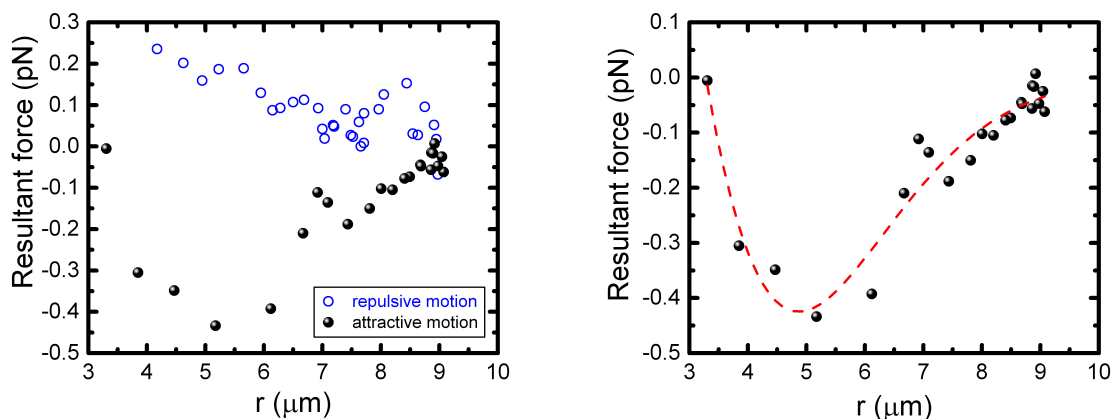 0.3
0.2
0.1
0.0
-0.1
-0.2
-0.3
-0.4
-0.5
Resultant force (pN)
repulsive motion
attractive motion
3 4 5 6 7 8 9 10
r (μm)
0.1
0.0
-0.1
-0.2
-0.3
-0.4
-0.5
Resultant force (pN)
3 4 5 6 7 8 9 10
r (μm)